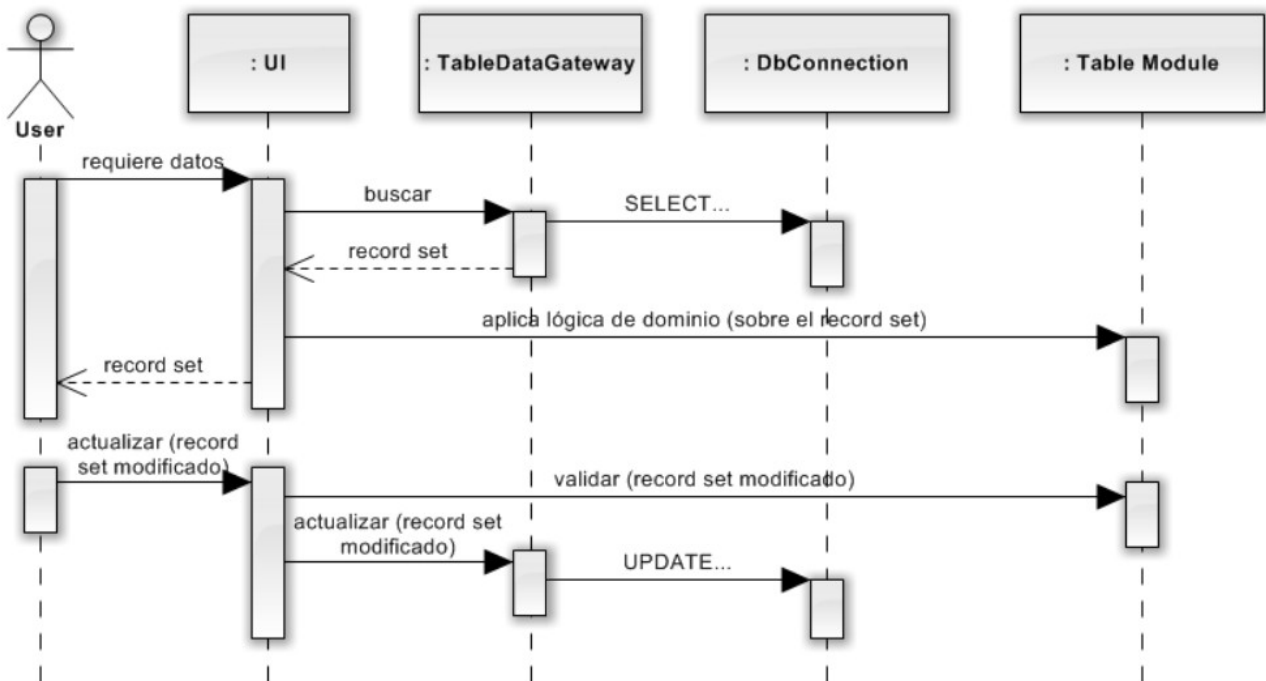 : UI
: TableDataGateway
: DbConnection
: Table Module
User
requiere datos
buscar
SELECT...
record set
aplica lógica de dominio (sobre el record set)
record set
actualizar (record
set modificado)
validar (record set modificado)
actualizar (record set
modificado)
UPDATE...